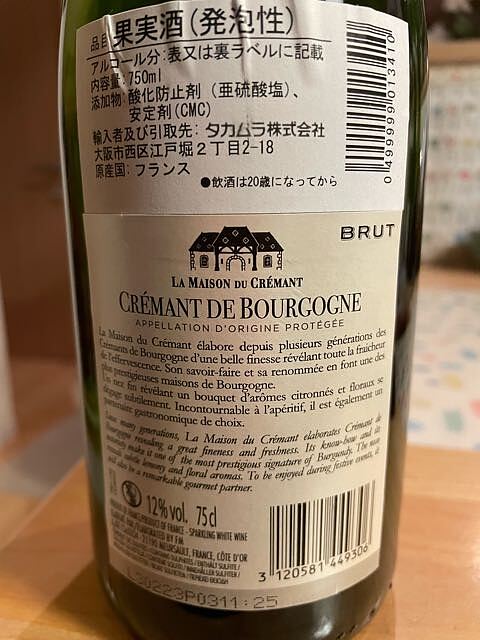 品目 果実酒(発泡性)
アルコール分:表又は裏ラベルに記載
内容量:750ml
添加物:酸化防止剤(亜硫酸塩)、
安定剤(CMC)
輸入者及び引取先:タカムラ株式会社
大阪市西区江戸堀2丁目2-18
原産国:フランス
●飲酒は20歳になってから
0499999013410
BRUT
LA MAISON DU CRÉMANT
CRÉMANT DE BOURGOGNE
APPELLATION D'ORIGINE PROTÉGÉE
La Maison du Crémant élabore depuis plusieurs générations des
Crémants de Bourgogne d'une belle finesse révélant toute la fraîcheur
de l'effervescence. Son savoir-faire et sa renommée en font une des
plus prestigieuses maisons de Bourgogne.
Un nez fin révélant un bouquet d'arômes citronnés et floraux se
dégage subtilement. Incontournable à l'apéritif, il est également un
partenaire gastronomique de choix.
many generations, La Maison du Crémant elaborates Crémant de
Bourgogne revealing a great fineness and freshness. Its know-how and
make it one of the most prestigious signature of Burgundy. The nose
subtly lemony and floral aromas. To be enjoyed during festive events, it
also be a remarkable gourmet partner.
12% vol. 75cl
PRODUCT OF FRANCE - SPARKLING WHITE WINE
ELABORATED BY FM
21190 MEURSAULT, FRANCE, CÔTE D'OR
3 120581 449306
L30223P0311:25